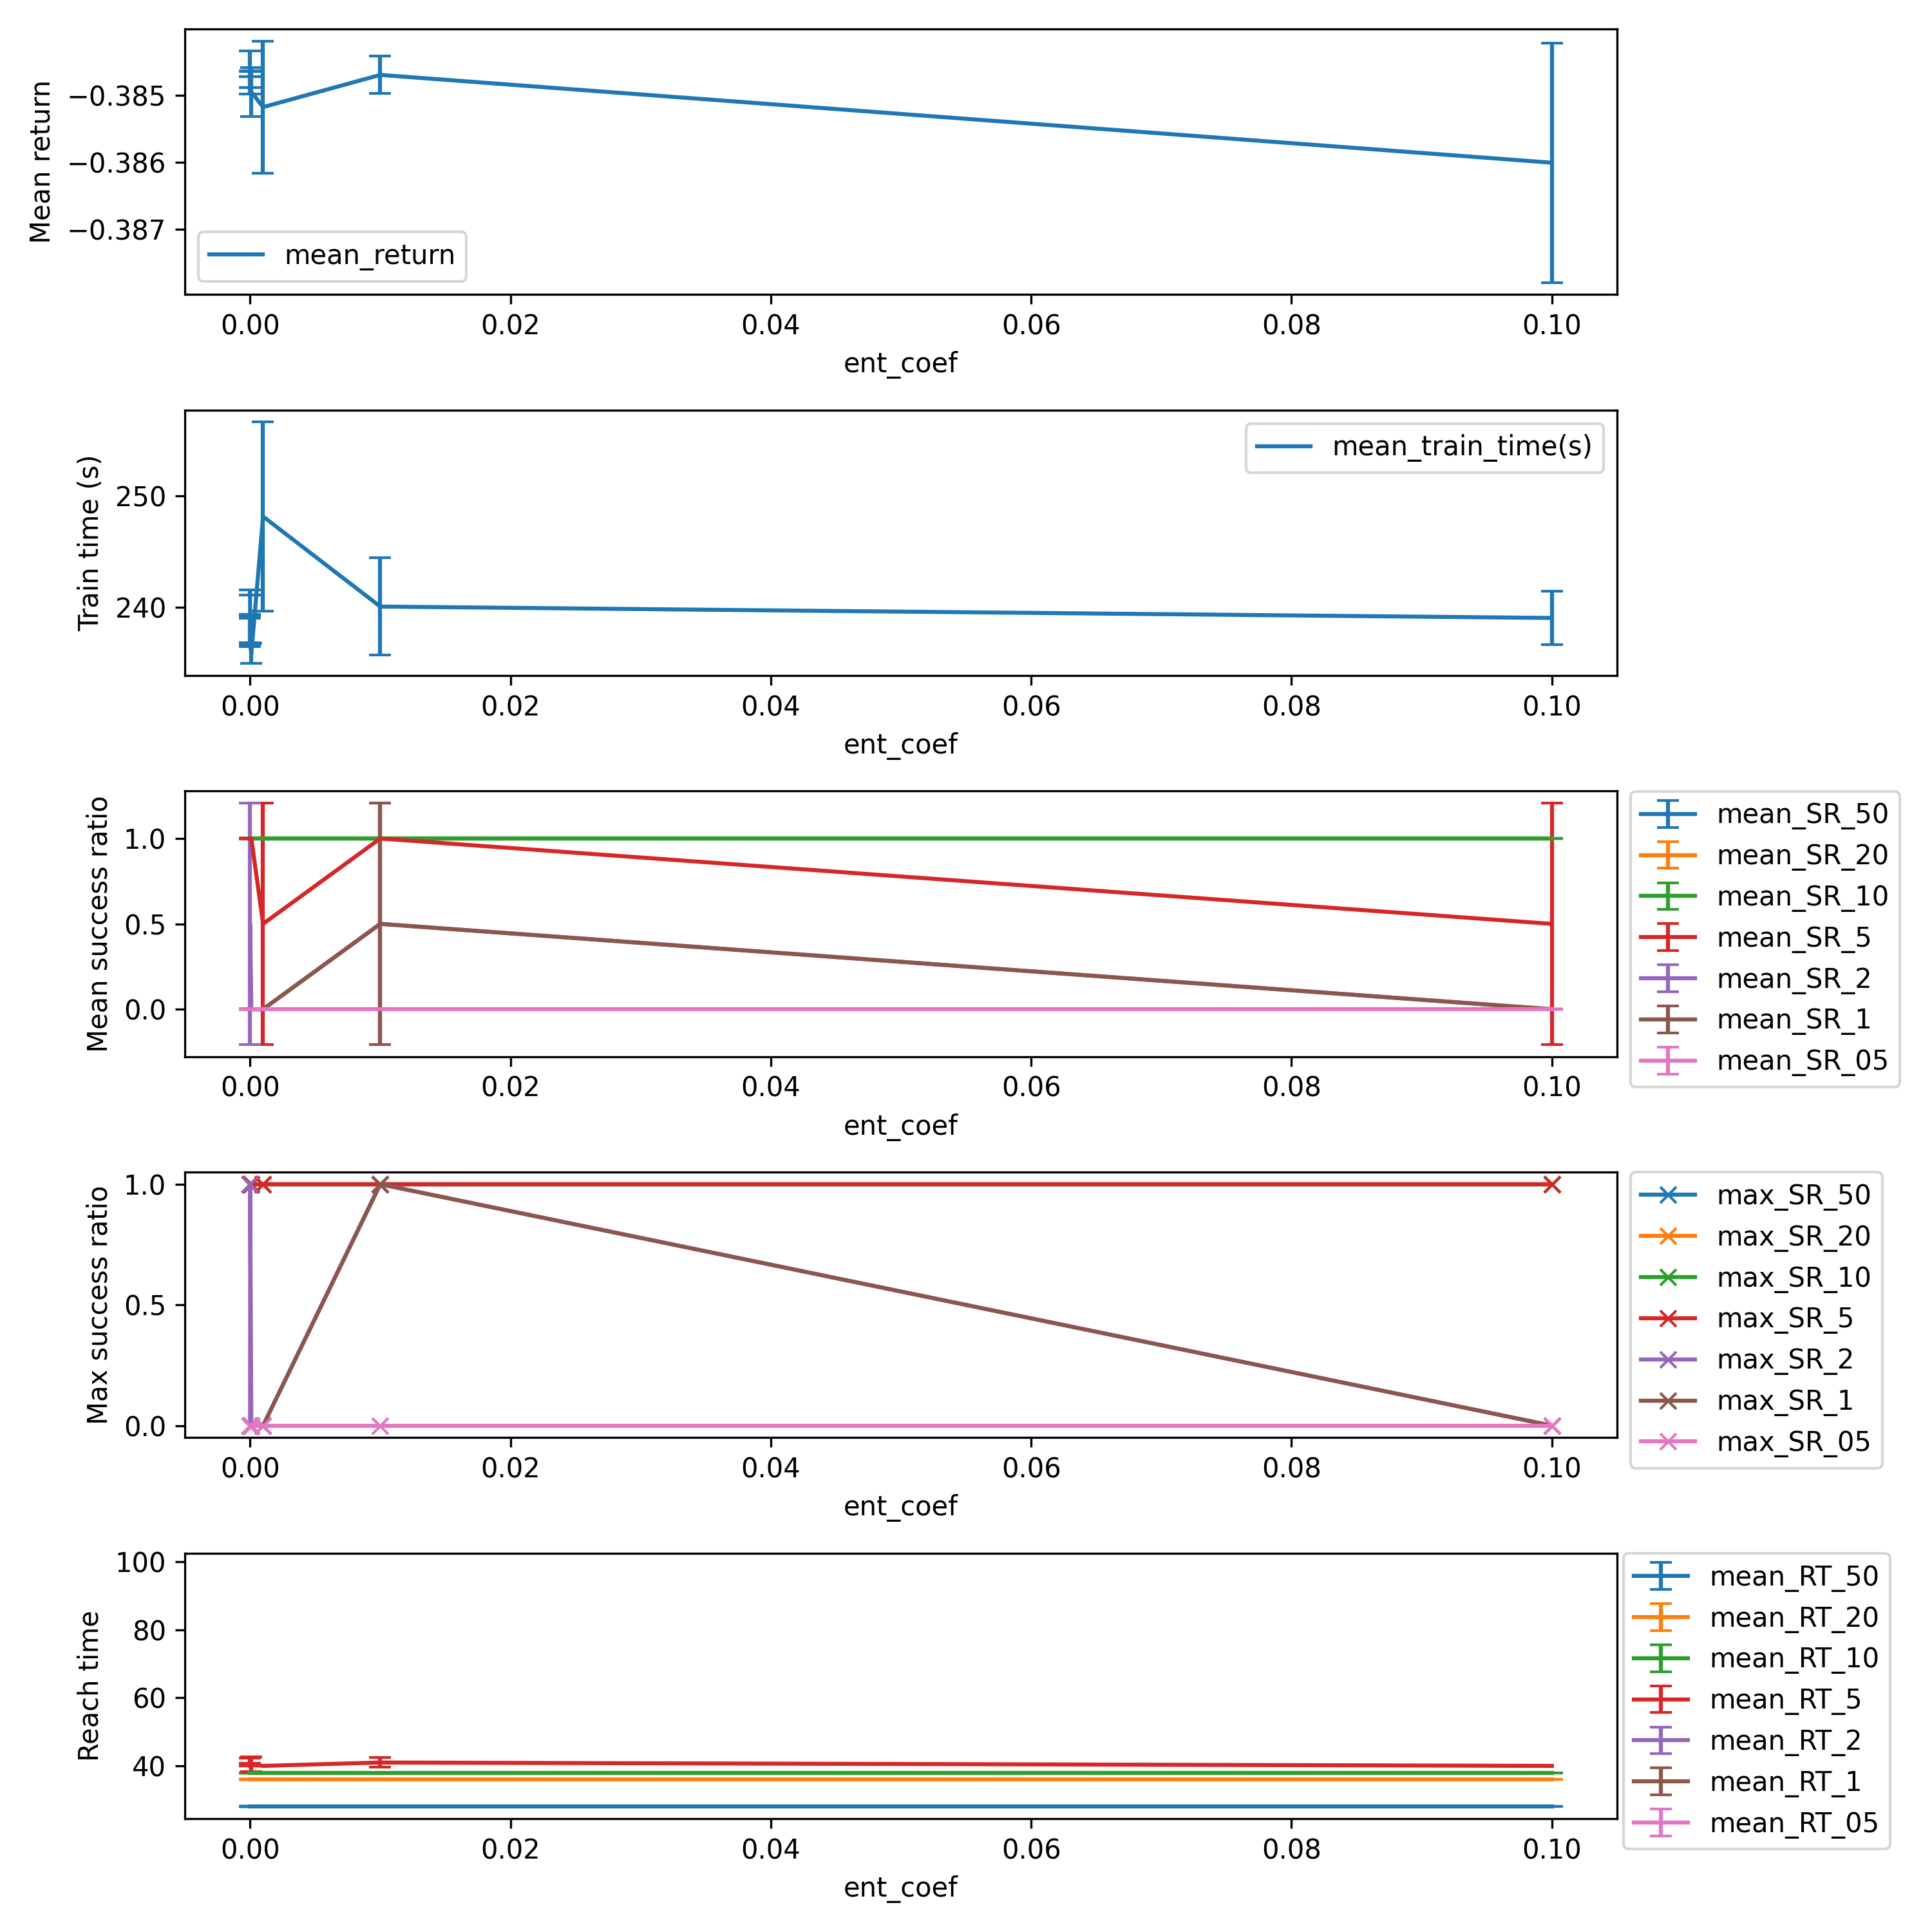 Mean return
−0.385
−0.386
−0.387
mean_return
0.00 0.02 0.04 0.06 0.08 0.10
ent_coef
Train time (s)
250
240
mean_train_time(s)
0.00 0.02 0.04 0.06 0.08 0.10
ent_coef
Mean success ratio
1.0
0.5
0.0
mean_SR_50
mean_SR_20
mean_SR_10
mean_SR_5
mean_SR_2
mean_SR_1
mean_SR_05
0.00 0.02 0.04 0.06 0.08 0.10
ent_coef
Max success ratio
1.0
0.5
0.0
max_SR_50
max_SR_20
max_SR_10
max_SR_5
max_SR_2
max_SR_1
max_SR_05
0.00 0.02 0.04 0.06 0.08 0.10
ent_coef
Reach time
100
80
60
40
mean_RT_50
mean_RT_20
mean_RT_10
mean_RT_5
mean_RT_2
mean_RT_1
mean_RT_05
0.00 0.02 0.04 0.06 0.08 0.10
ent_coef